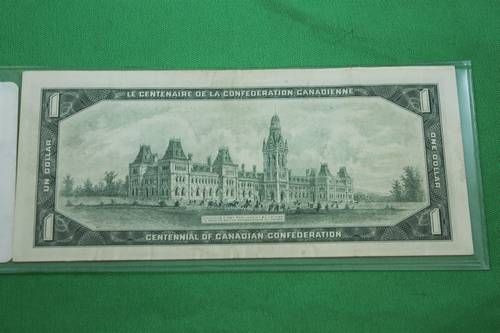 1 LE CENTENAIRE DE LA CONFEDERATION CANADIENNE 1
UN DOLLAR
ONE DOLLAR
1 CENTENNIAL OF CANADIAN CONFEDERATION 1